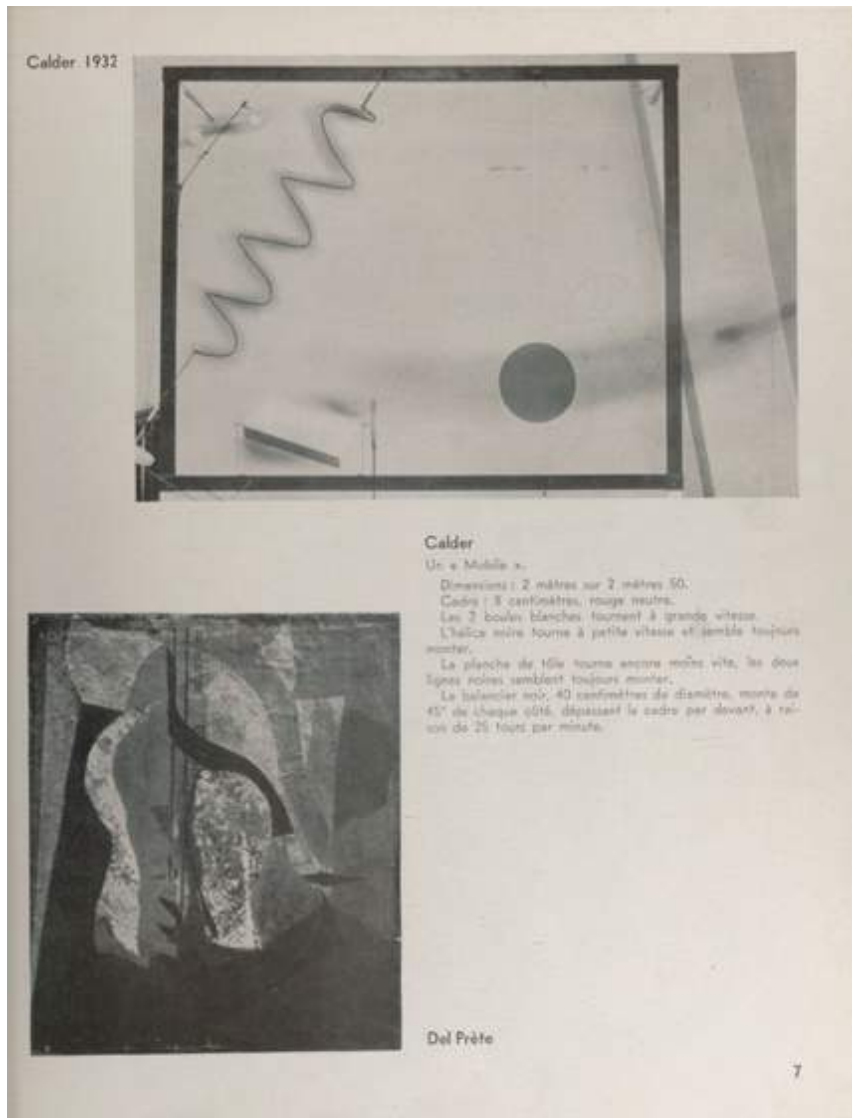 Calder 1932
Calder
Un « Mobile ».
Dimensions : 2 mètres sur 2 mètres 50.
Cadre : 8 centimètres, rouge neutre.
Les 2 boules blanches tournent à grande vitesse.
L'hélice noire tourne à petite vitesse et semble toujours
monter.
La planche de tôle tourne encore moins vite, les deux
lignes noires semblent toujours monter.
Le balancier noir, 40 centimètres de diamètre, monte de
45° de chaque côté, dépassant le cadre par devant, à rai-
son de 25 tours par minute.
Del Prète
7